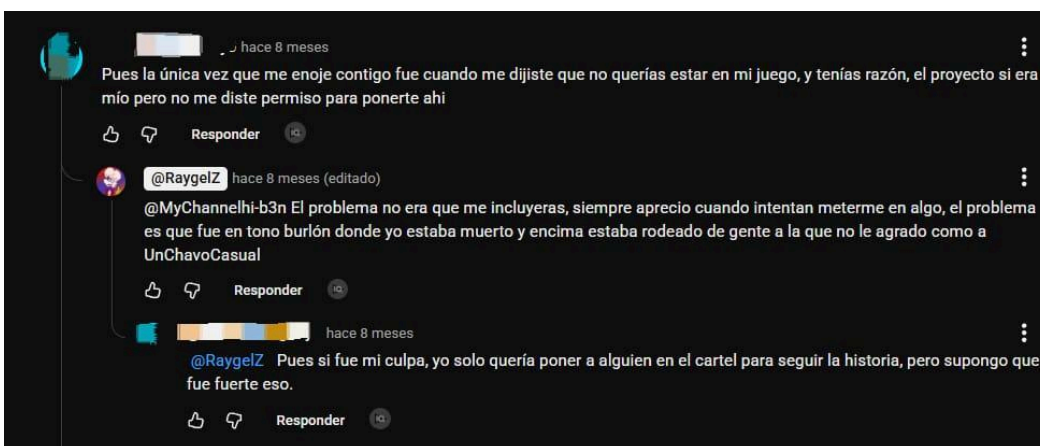 hace 8 meses
Pues la única vez que me enoje contigo fue cuando me dijiste que no querías estar en mi juego, y tenías razón, el proyecto si era
mío pero no me diste permiso para ponerte ahi
Responder
@RaygelZ hace 8 meses (editado)
@MyChannelhi-b3n El problema no era que me incluyeras, siempre aprecio cuando intentan meterme en algo, el problema
es que fue en tono burlón donde yo estaba muerto y encima estaba rodeado de gente a la que no le agrado como a
UnChavoCasual
Responder
hace 8 meses
@RaygelZ Pues si fue mi culpa, yo solo quería poner a alguien en el cartel para seguir la historia, pero supongo que
fue fuerte eso.
Responder